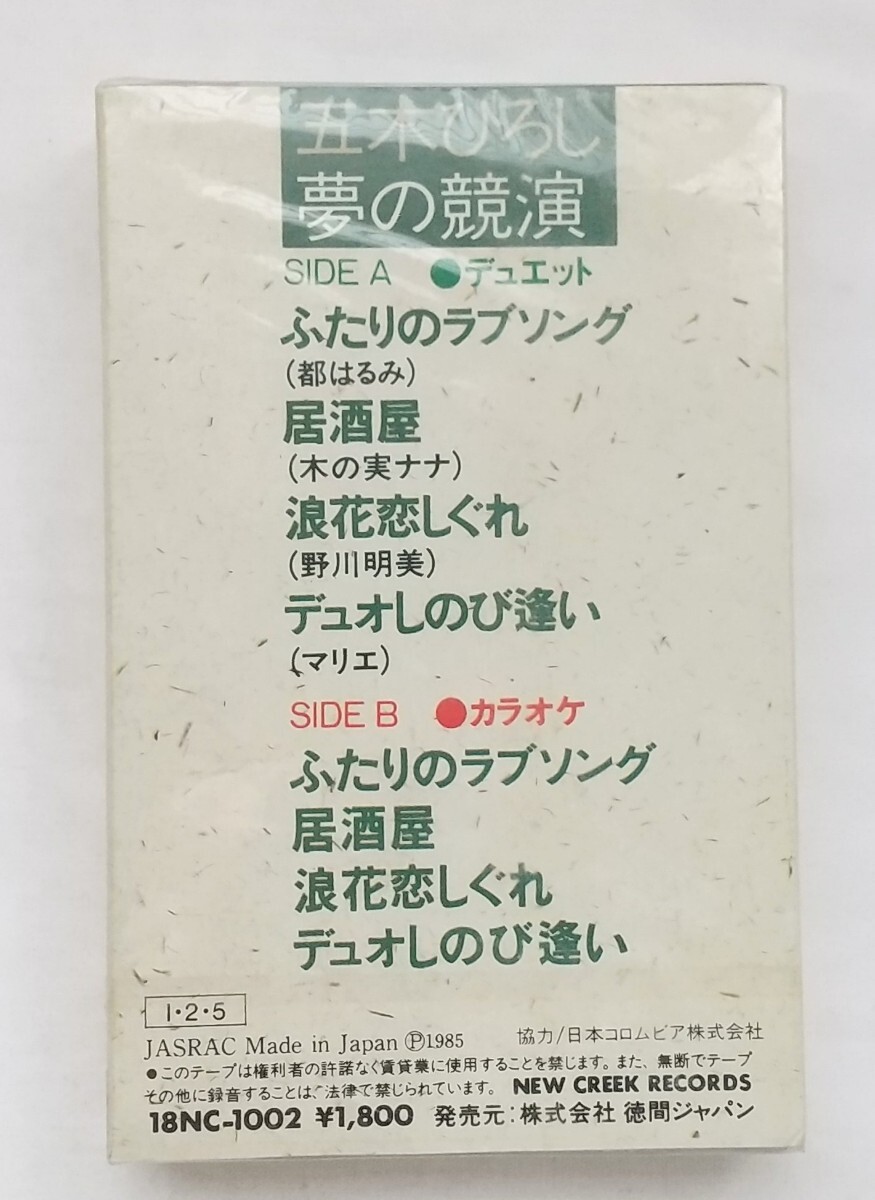 五木ひろし
夢の競演
SIDE A ●デュエット
ふたりのラブソング
(都はるみ)
居酒屋
(木の実ナナ)
浪花恋しぐれ
(野川明美)
デュオしのび逢い
(マリエ)
SIDE B ●カラオケ
ふたりのラブソング
居酒屋
浪花恋しぐれ
デュオしのび逢い
1・2・5
JASRAC Made in Japan Ⓟ1985 協力/日本コロムビア株式会社
●このテープは権利者の許諾なく賃貸業に使用することを禁じます。また、無断でテープ
その他に録音することは、法律で禁じられています。 NEW CREEK RECORDS
18NC-1002 ¥1,800 発売元:株式会社 徳間ジャパン